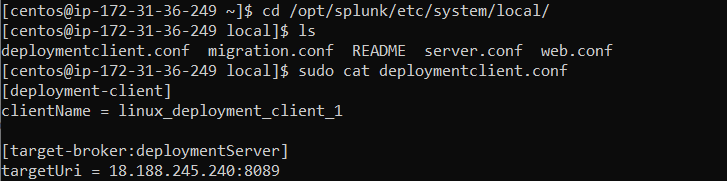 [centos@ip-172-31-36-249 ~]$ cd /opt/splunk/etc/system/local/
[centos@ip-172-31-36-249 local]$ ls
deploymentclient.conf  migration.conf  README  server.conf  web.conf
[centos@ip-172-31-36-249 local]$ sudo cat deploymentclient.conf
[deployment-client]
clientName = linux_deployment_client_1
[target-broker:deploymentServer]
targetUri = 18.188.245.240:8089